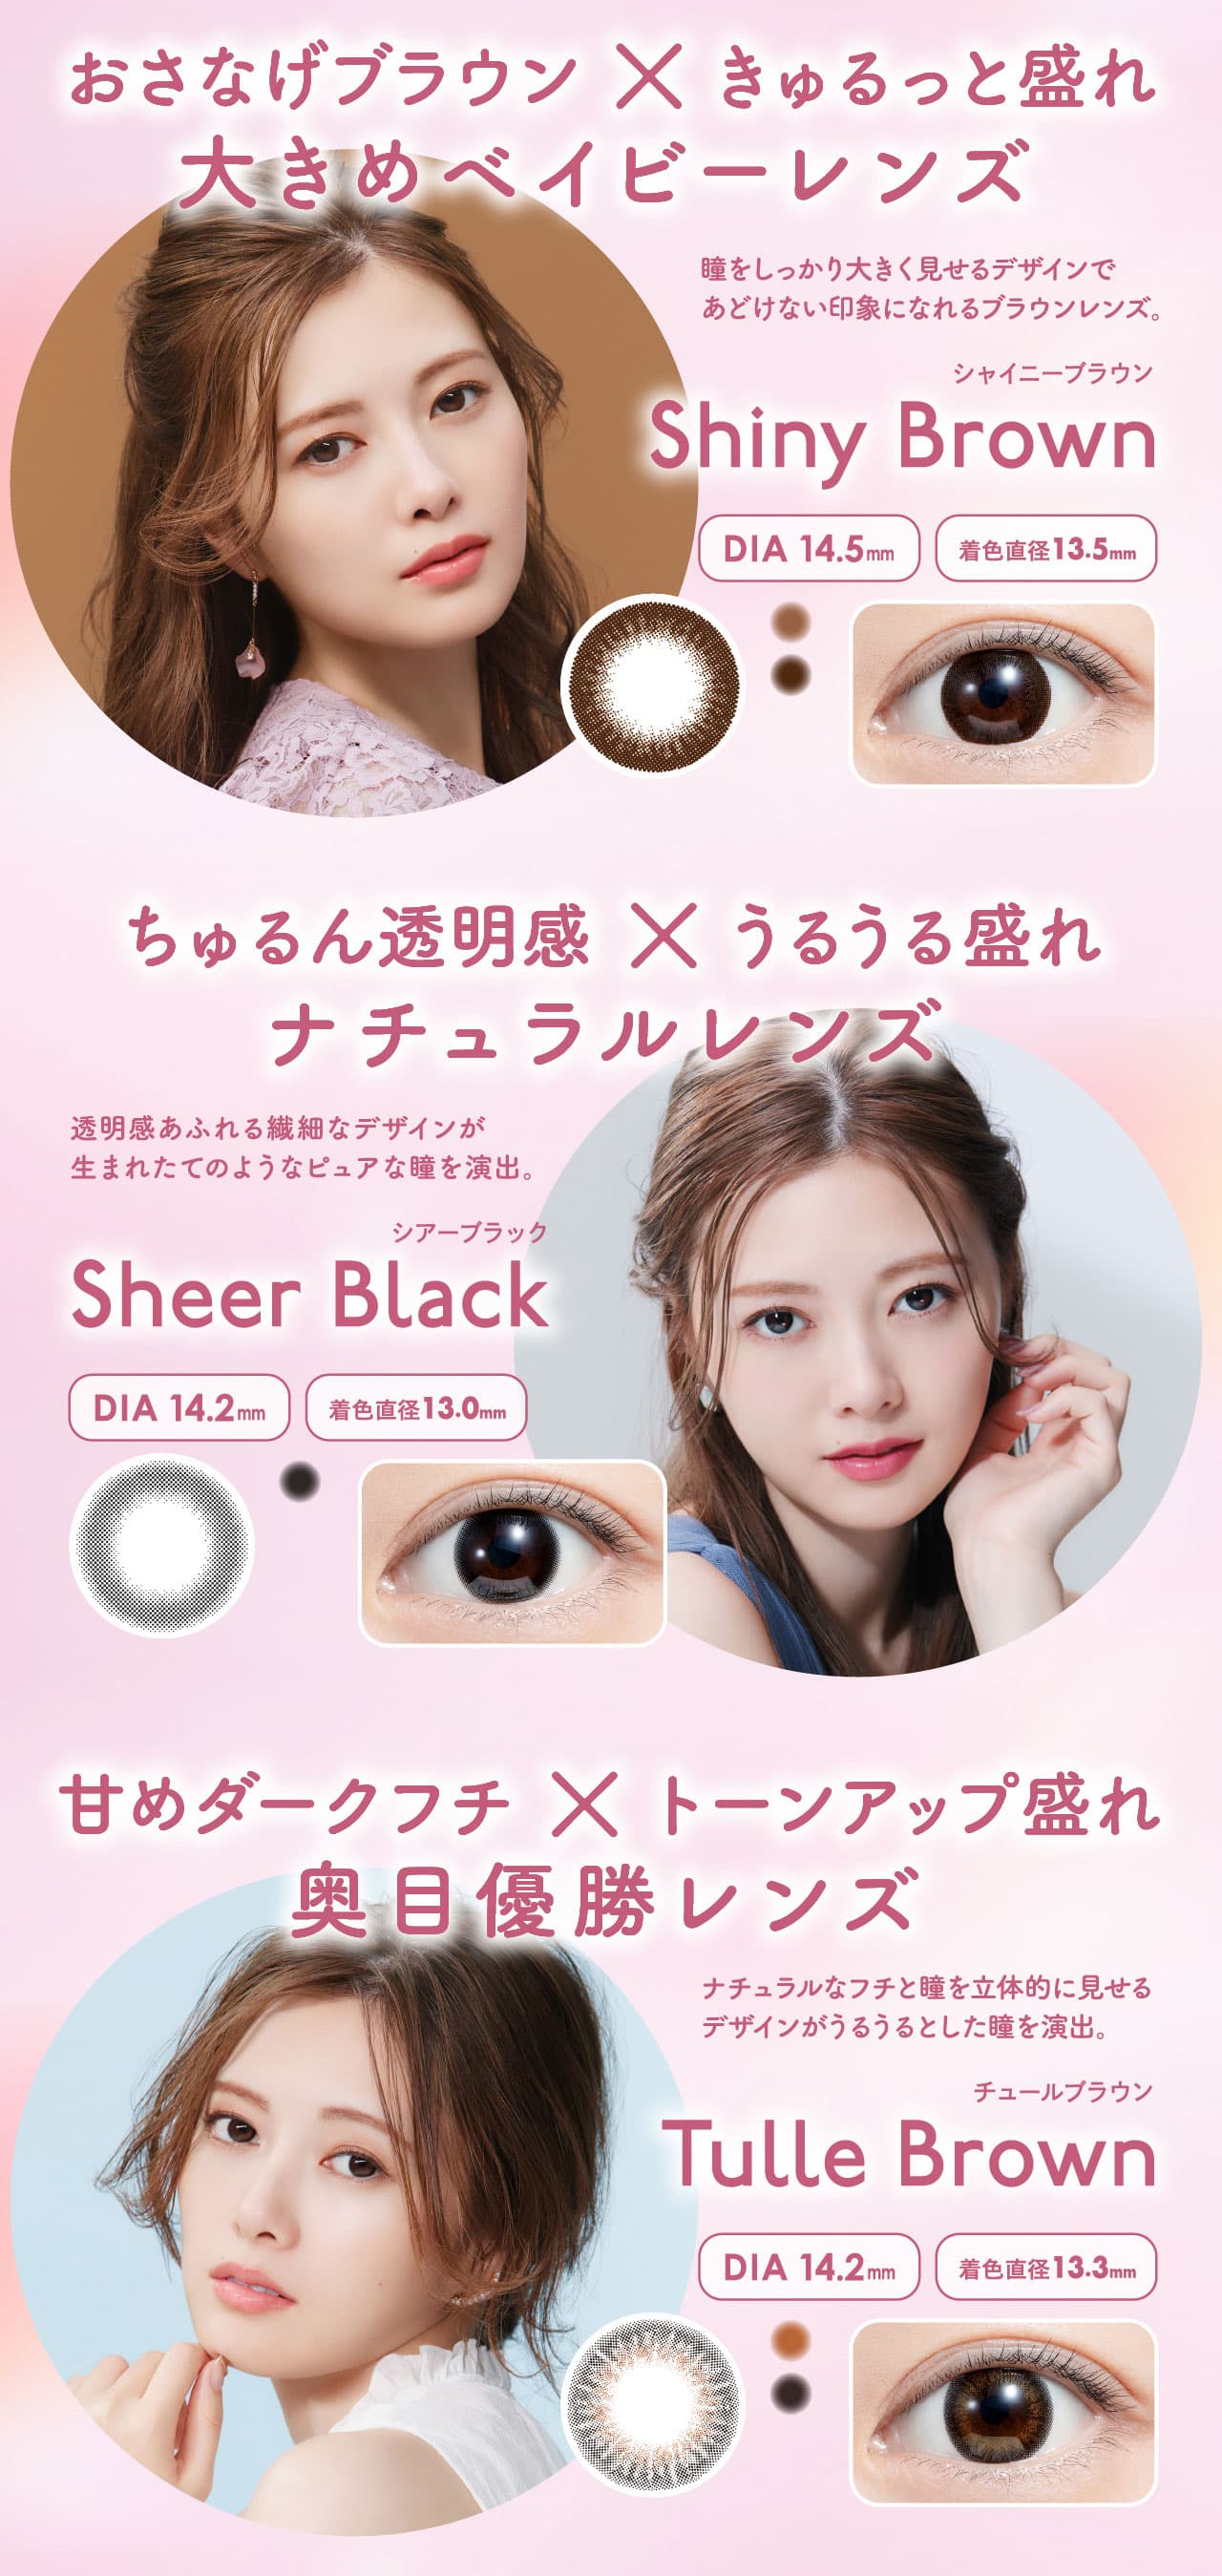 おさなげブラウン × きゅるっと盛れ
大きめベイビーレンズ
瞳をしっかり大きく見せるデザインで
あどけない印象になれるブラウンレンズ。
シャイニーブラウン
Shiny Brown
DIA 14.5mm 着色直径13.5mm
ちゅるん透明感 × うるうる盛れ
ナチュラルレンズ
透明感あふれる繊細なデザインが
生まれたてのようなピュアな瞳を演出。
シアーブラック
Sheer Black
DIA 14.2mm 着色直径13.0mm
甘めダークフチ × トーンアップ盛れ
奥目優勝レンズ
ナチュラルなフチと瞳を立体的に見せる
デザインがうるうるとした瞳を演出。
チュールブラウン
Tulle Brown
DIA 14.2mm 着色直径13.3mm